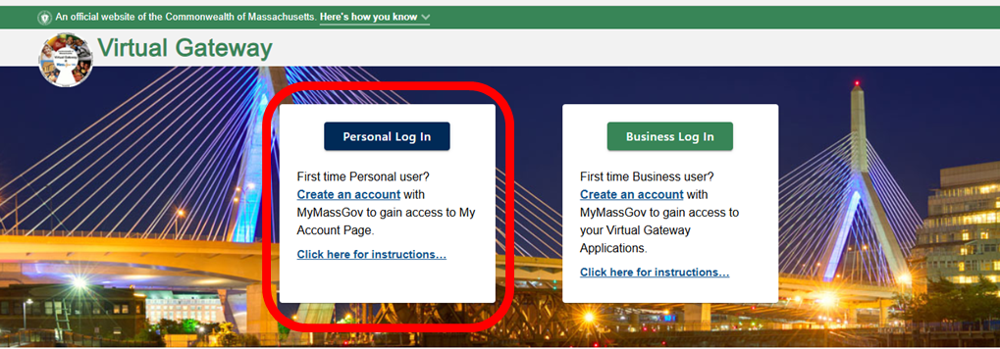 An official website of the Commonwealth of Massachusetts. Here's how you know
Virtual Gateway
Personal Log In
First time Personal user?
Create an account with
MyMassGov to gain access to My
Account Page.
Click here for instructions...
Business Log In
First time Business user?
Create an account with
MyMassGov to gain access to
your Virtual Gateway
Applications.
Click here for instructions...